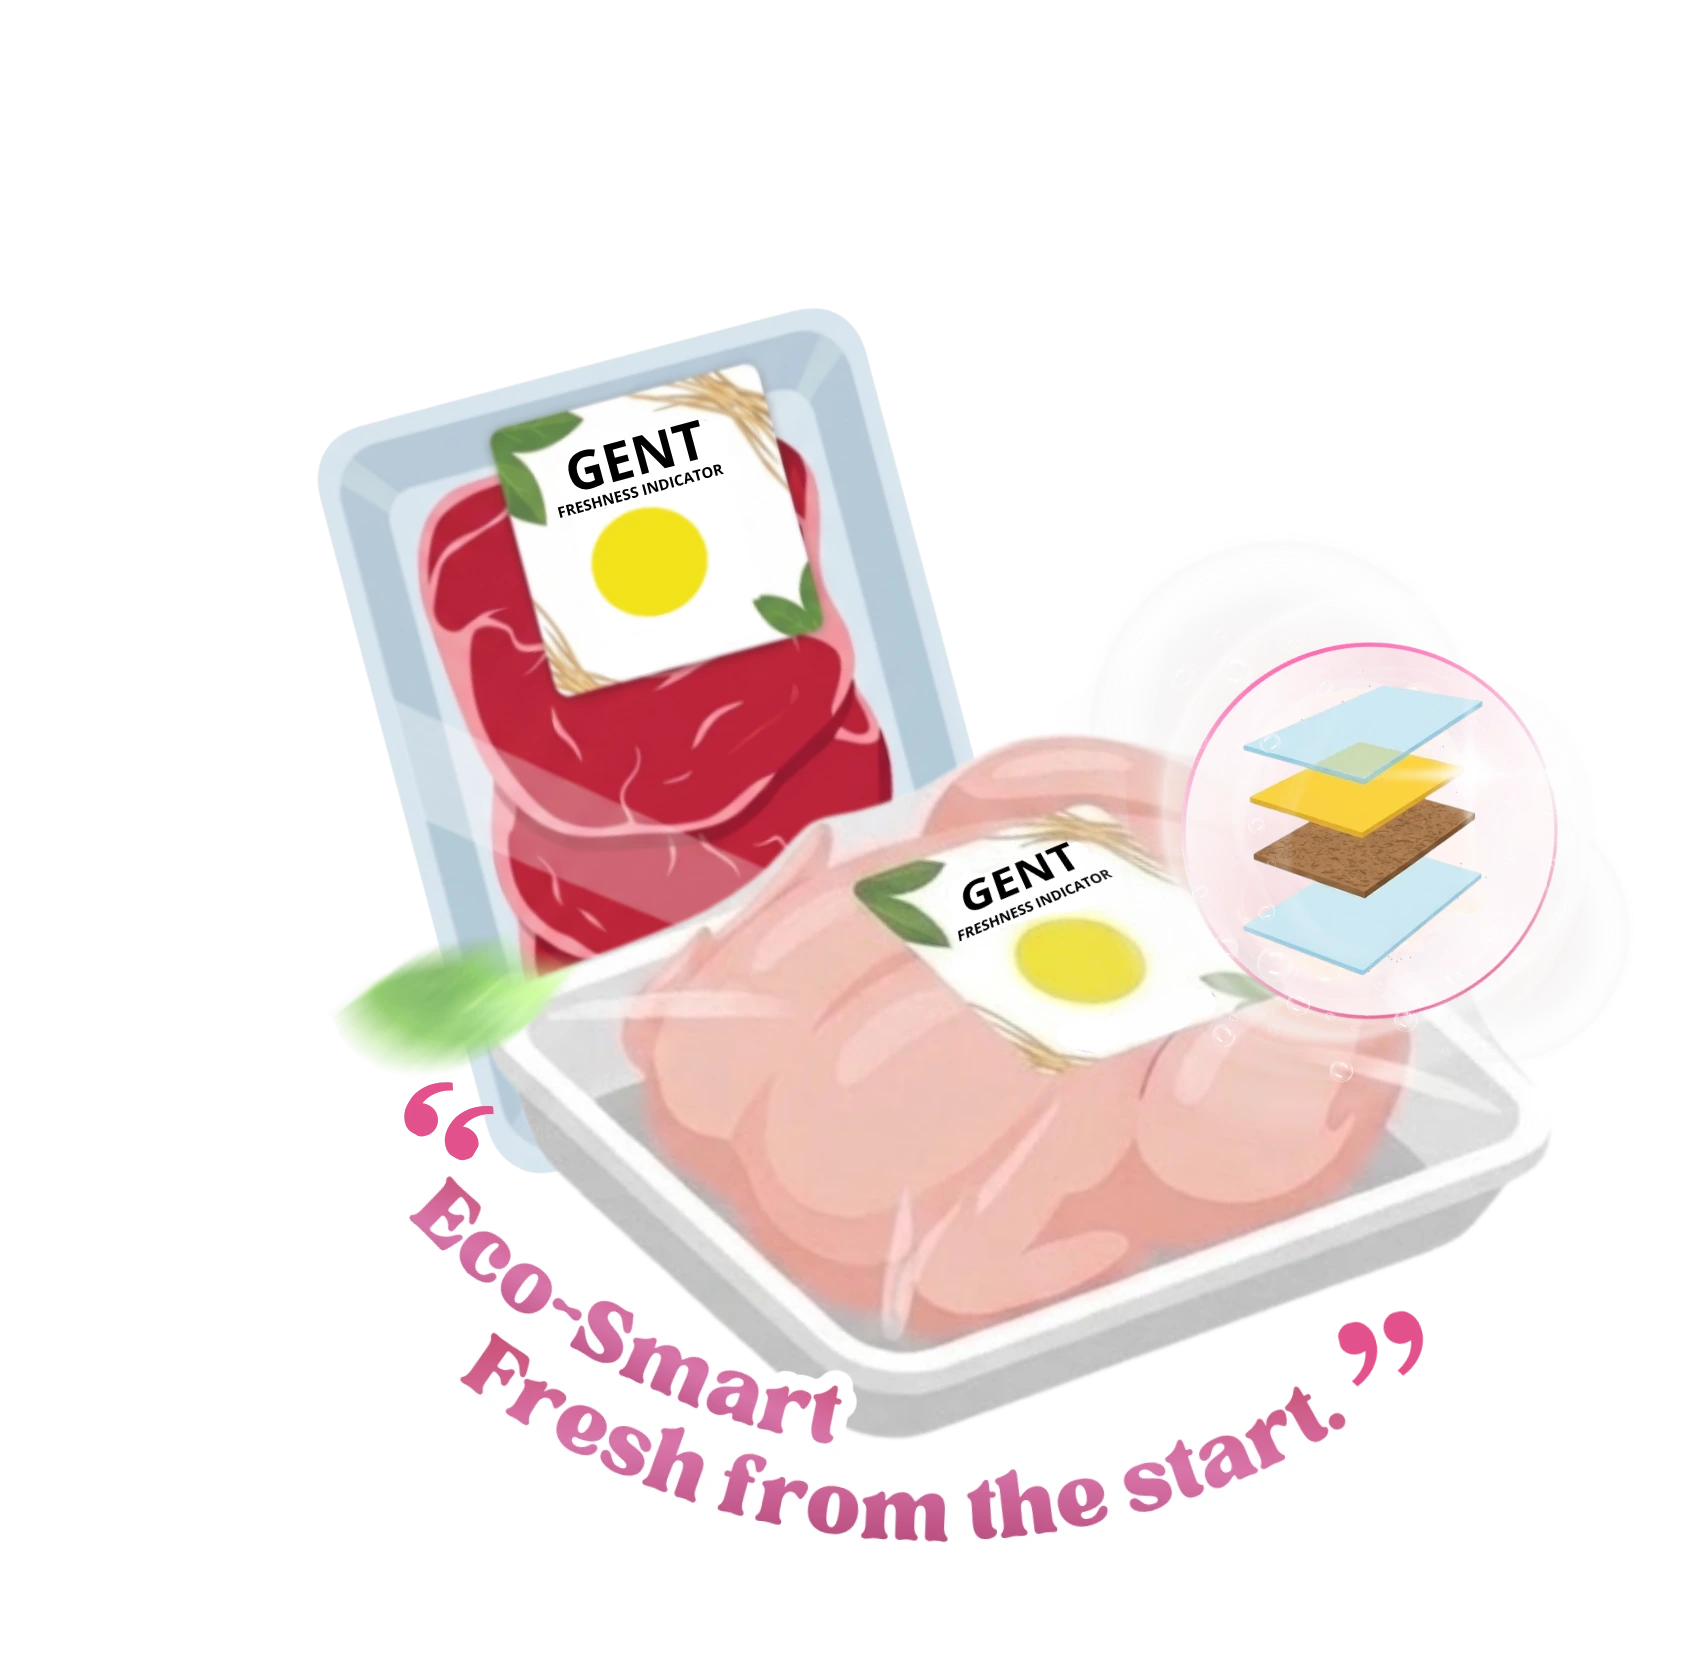 GENT
FRESHNESS INDICATOR
GENT
FRESHNESS INDICATOR
“Eco-Smart
Fresh from the start.”